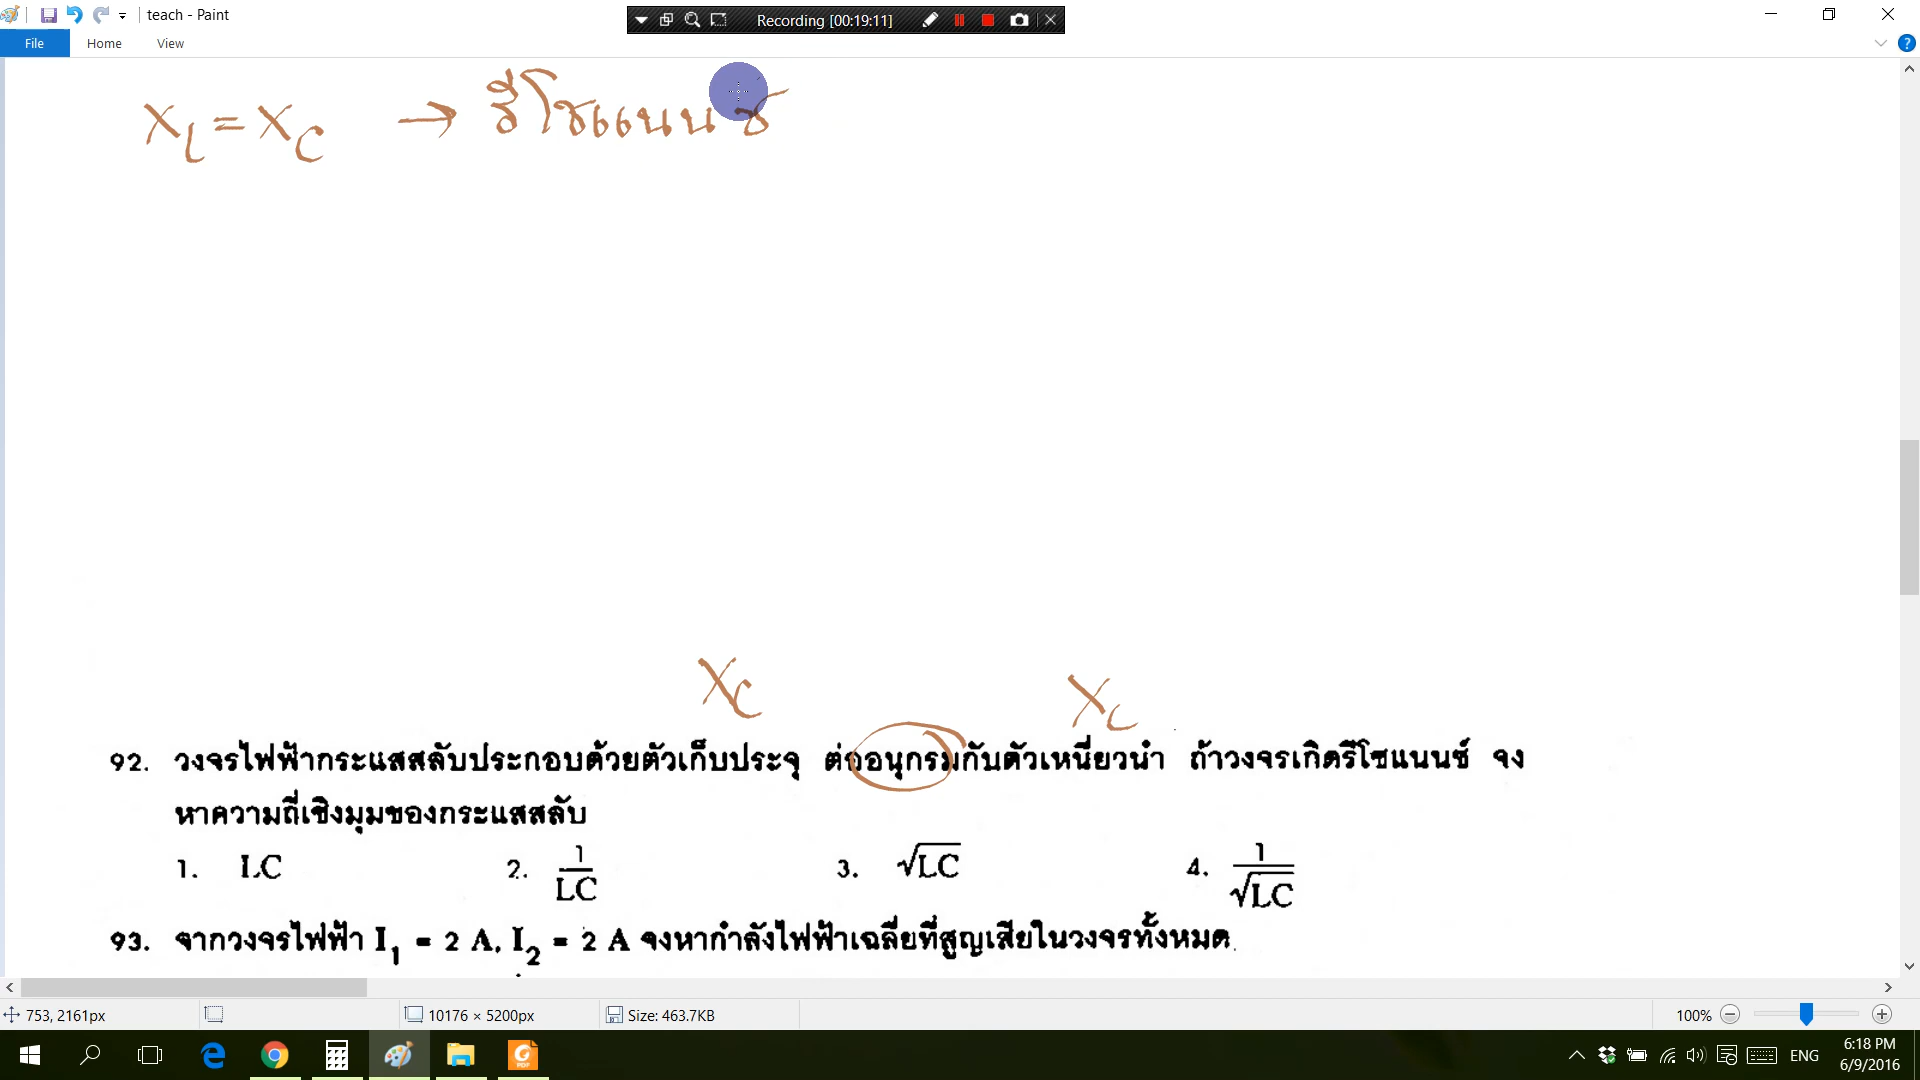 teach - Paint
Recording [00:19:11]
File Home View
X_L = X_C → รีโซแนนซ์
X_C X_L
92. วงจรไฟฟ้ากระแสสลับประกอบด้วยตัวเก็บประจุ ต่ออนุกรมกับตัวเหนี่ยวนำ ถ้าวงจรเกิดรีโซแนนซ์ จง
หาความถี่เชิงมุมของกระแสสลับ
1. LC 2. 1/LC 3. √LC 4. 1/√LC
93. จากวงจรไฟฟ้า I₁ = 2 A, I₂ = 2 A จงหากำลังไฟฟ้าเฉลี่ยที่สูญเสียในวงจรทั้งหมด
753, 2161px 10176 × 5200px Size: 463.7KB 100%
ENG 6:18 PM
6/9/2016